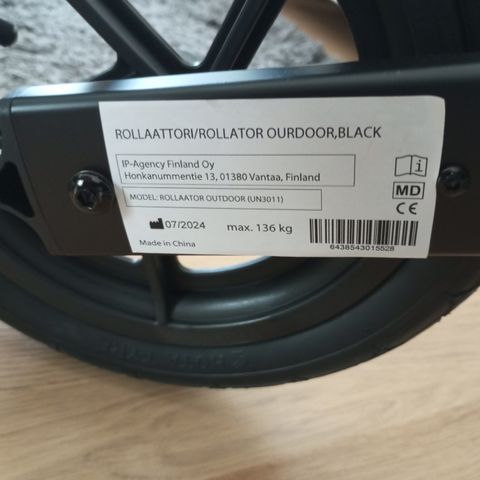 ROLLAATTORI/ROLLATOR OURDOOR,BLACK
IP-Agency Finland Oy
Honkanummentie 13, 01380 Vantaa, Finland
MODEL: ROLLAATOR OUTDOOR (UN3011)
MD
CE
07/2024 max. 136 kg
Made in China
6438543015528